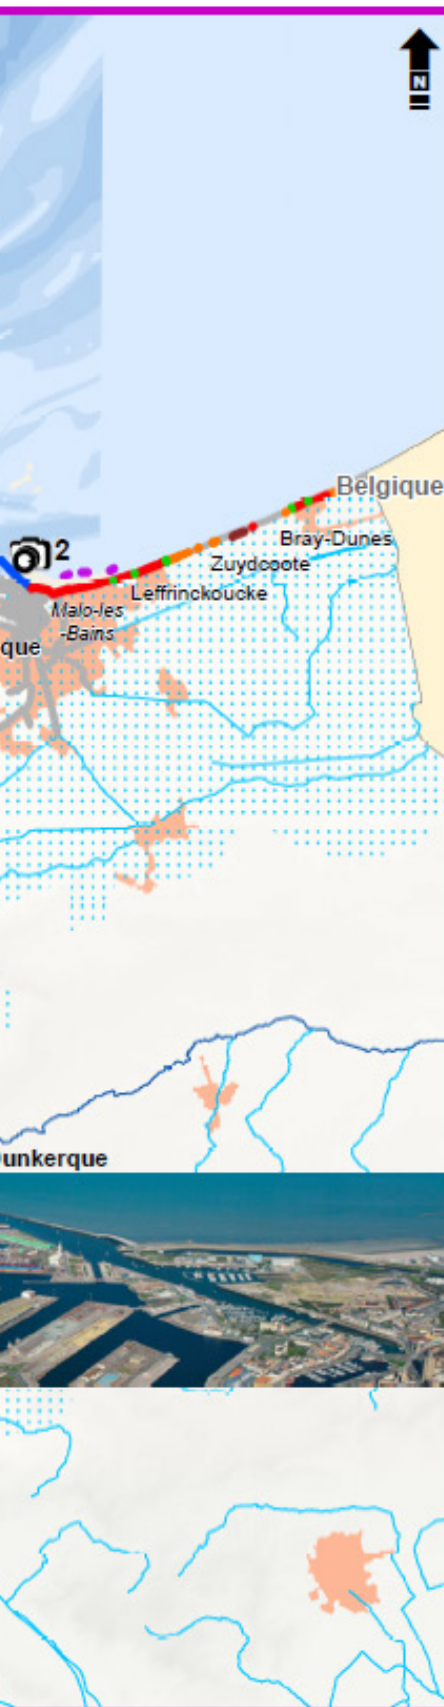 N
Belgique
2
Bray-Dunes
Zuydcoote
Leffrinckoucke
Malo-les
-Bains
que
unkerque